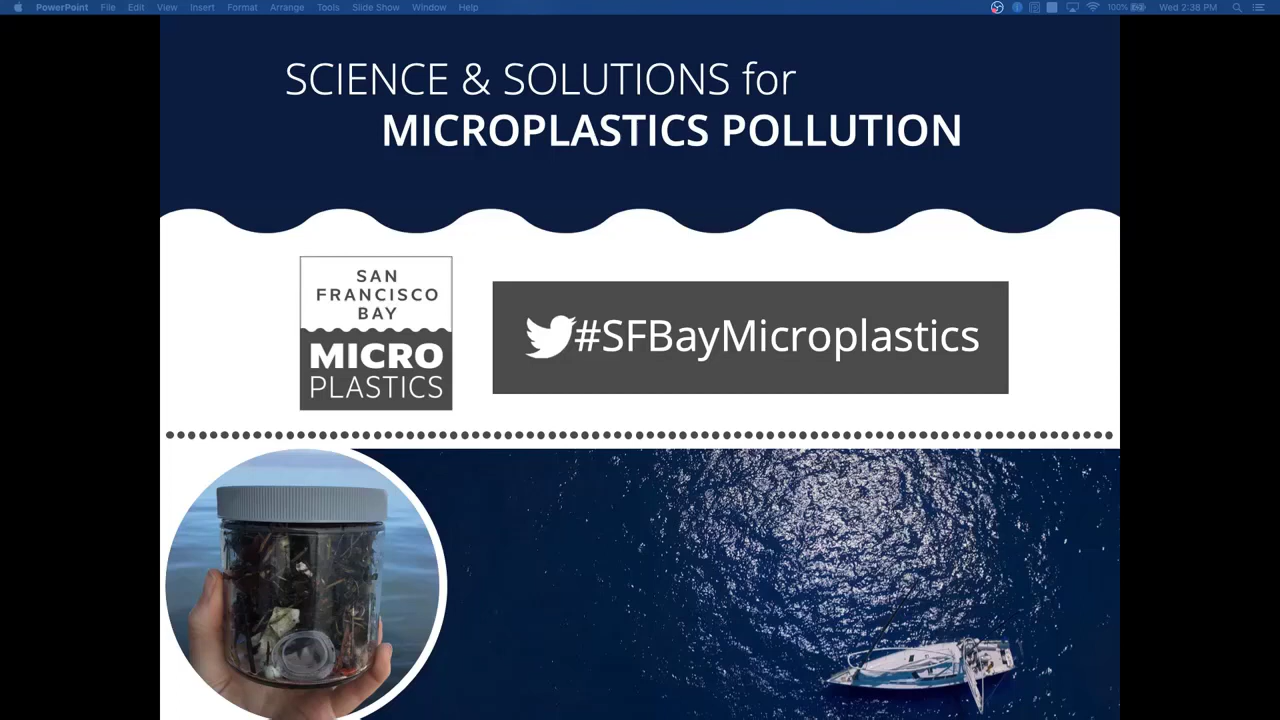 PowerPoint File Edit View Insert Format Arrange Tools Slide Show Window Help 100% Wed 2:38 PM
SCIENCE & SOLUTIONS for
MICROPLASTICS POLLUTION
SAN
FRANCISCO
BAY
MICRO
PLASTICS
#SFBayMicroplastics